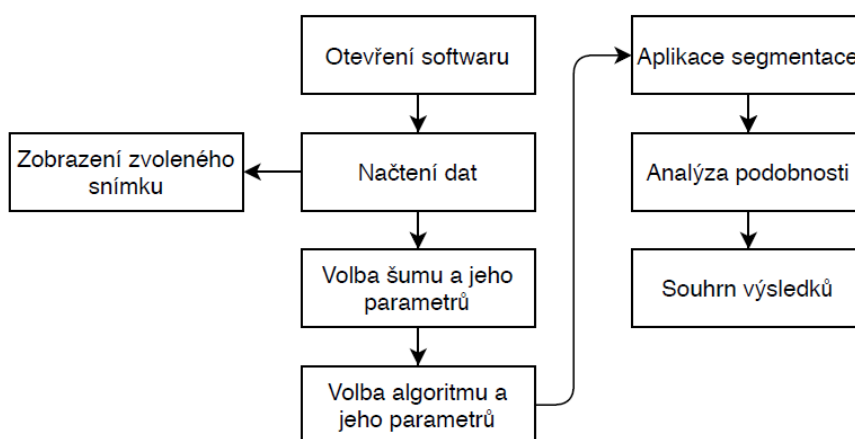 Otevření softwaru
Načtení dat
Zobrazení zvoleného
snímku
Volba šumu a jeho
parametrů
Volba algoritmu a
jeho parametrů
Aplikace segmentace
Analýza podobnosti
Souhrn výsledků